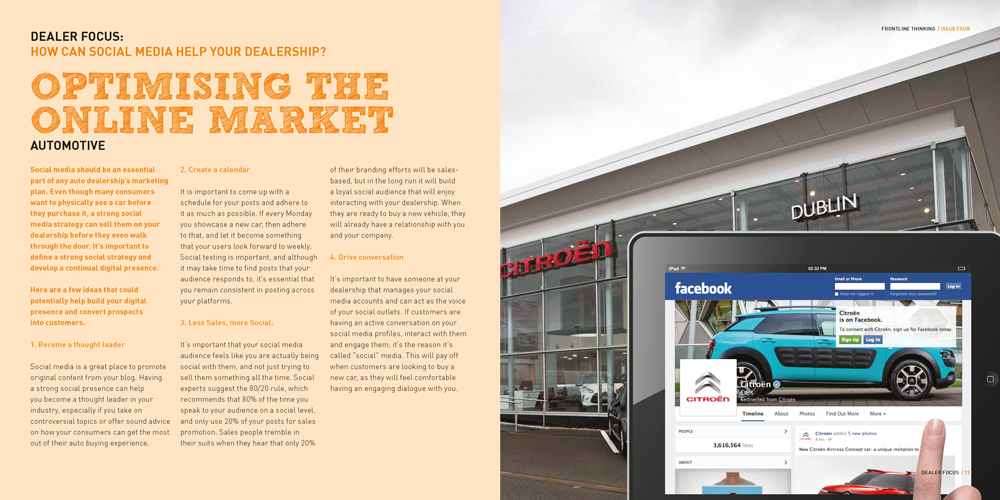 DEALER FOCUS:
HOW CAN SOCIAL MEDIA HELP YOUR DEALERSHIP?
OPTIMISING THE
ONLINE MARKET
AUTOMOTIVE
Social media should be an essential
part of any auto dealership's marketing
plan. Even though many consumers
want to physically see a car before
they purchase it, a strong social
media strategy can sell them on your
dealership before they even walk
through the door. It's important to
define a strong social strategy and
develop a continual digital presence.
Here are a few ideas that could
potentially help build your digital
presence and convert prospects
into customers.
1. Become a thought leader
Social media is a great place to promote
original content from your blog. Having
a strong social presence can help
you become a thought leader in your
industry, especially if you take on
controversial topics or offer sound advice
on how your consumers can get the most
out of their auto buying experience.
2. Create a calendar
It is important to come up with a
schedule for your posts and adhere to
it as much as possible. If every Monday
you showcase a new car, then adhere
to that, and let it become something
that your users look forward to weekly.
Social testing is important, and although
it may take time to find posts that your
audience responds to, it's essential that
you remain consistent in posting across
your platforms.
3. Less Sales, more Social.
It's important that your social media
audience feels like you are actually being
social with them, and not just trying to
sell them something all the time. Social
experts suggest the 80/20 rule, which
recommends that 80% of the time you
speak to your audience on a social level,
and only use 20% of your posts for sales
promotion. Sales people tremble in
their suits when they hear that only 20%
of their branding efforts will be sales-
based, but in the long run it will build
a loyal social audience that will enjoy
interacting with your dealership. When
they are ready to buy a new vehicle, they
will already have a relationship with you
and your company.
4. Drive conversation
It's important to have someone at your
dealership that manages your social
media accounts and can act as the voice
of your social outlets. If customers are
having an active conversation on your
social media profiles, interact with them
and engage them; it's the reason it's
called "social" media. This will pay off
when customers are looking to buy a
new car, as they will feel comfortable
having an engaging dialogue with you.
FRONTLINE THINKING / ISSUE FOUR
DUBLIN
CITROËN
iPad
02:32 PM
facebook
Email or Phone
Password
Log In
Keep me logged in
Forgotten your password?
Citroën
is on Facebook.
To connect with Citroën, sign up for Facebook today.
Sign Up
Log In
Citroën
Cars
Redirected from Citroën
CITROËN
Timeline
About
Photos
Find Out More
More
PEOPLE
3,616,564 likes
ABOUT
Citroën added 5 new photos.
New Citroën Aircross Concept car: a unique invitation to
DEALER FOCUS / 13